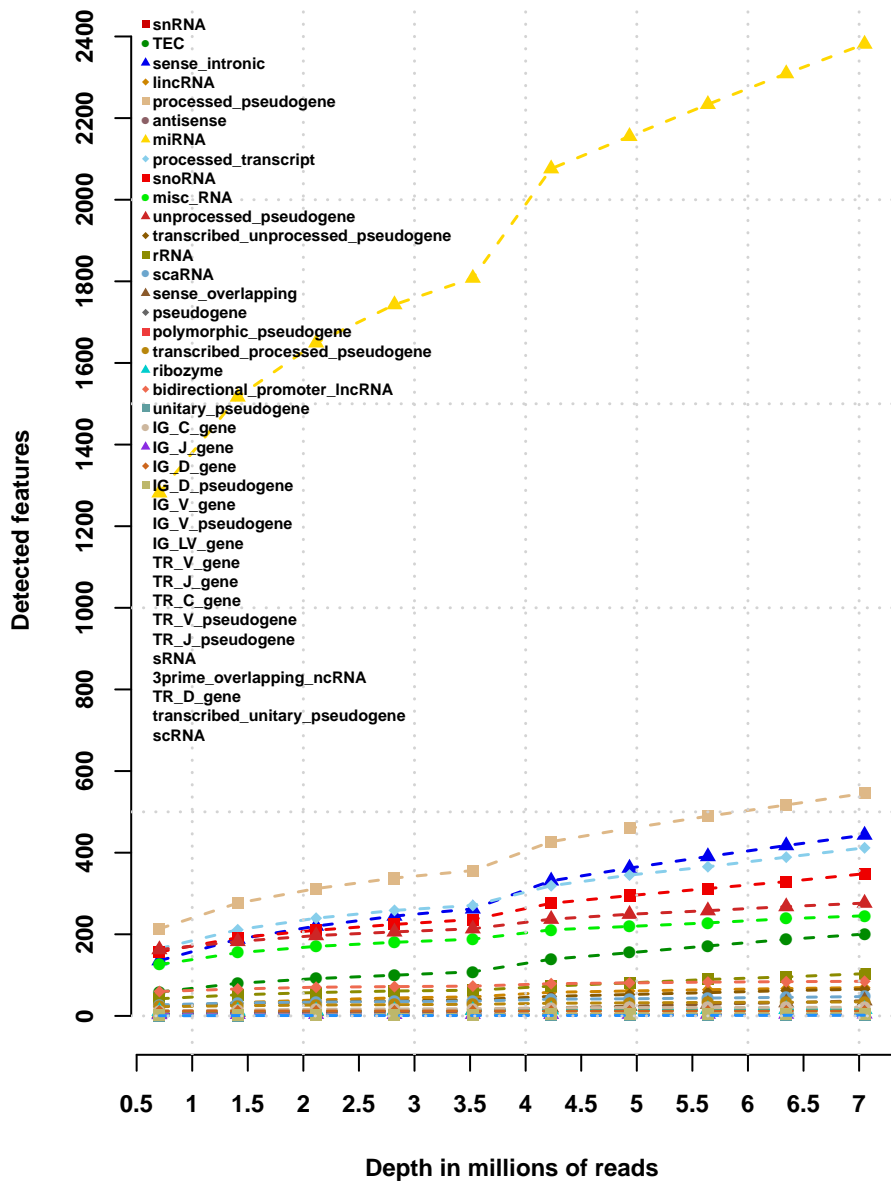 snRNA
TEC
sense_intronic
lincRNA
processed_pseudogene
antisense
miRNA
processed_transcript
snoRNA
misc_RNA
unprocessed_pseudogene
transcribed_unprocessed_pseudogene
rRNA
scaRNA
sense_overlapping
pseudogene
polymorphic_pseudogene
transcribed_processed_pseudogene
ribozyme
bidirectional_promoter_lncRNA
unitary_pseudogene
IG_C_gene
IG_J_gene
IG_D_gene
IG_D_pseudogene
IG_V_gene
IG_V_pseudogene
IG_LV_gene
TR_V_gene
TR_J_gene
TR_C_gene
TR_V_pseudogene
TR_J_pseudogene
sRNA
3prime_overlapping_ncRNA
TR_D_gene
transcribed_unitary_pseudogene
scRNA
Detected features
2400
2200
2000
1800
1600
1400
1200
1000
800
600
400
200
0
0.5 1 1.5 2 2.5 3 3.5 4 4.5 5 5.5 6 6.5 7
Depth in millions of reads